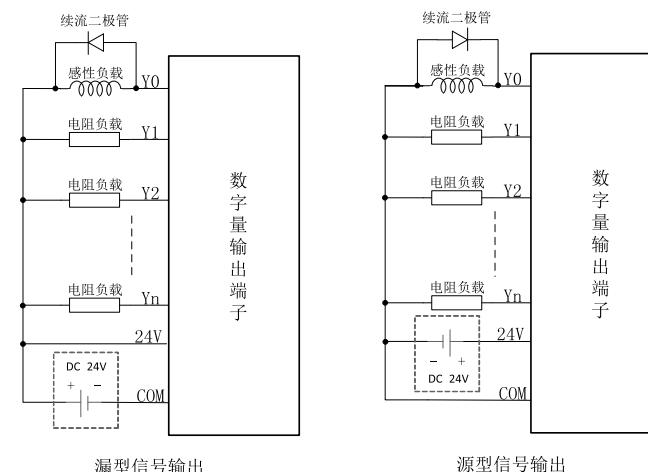 续流二极管
感性负载 Y0
电阻负载 Y1
电阻负载 Y2
电阻负载 Yn
24V
DC 24V
+ −
COM
数字量输出端子
漏型信号输出
续流二极管
感性负载 Y0
电阻负载 Y1
电阻负载 Y2
电阻负载 Yn
24V
− +
DC 24V
COM
数字量输出端子
源型信号输出